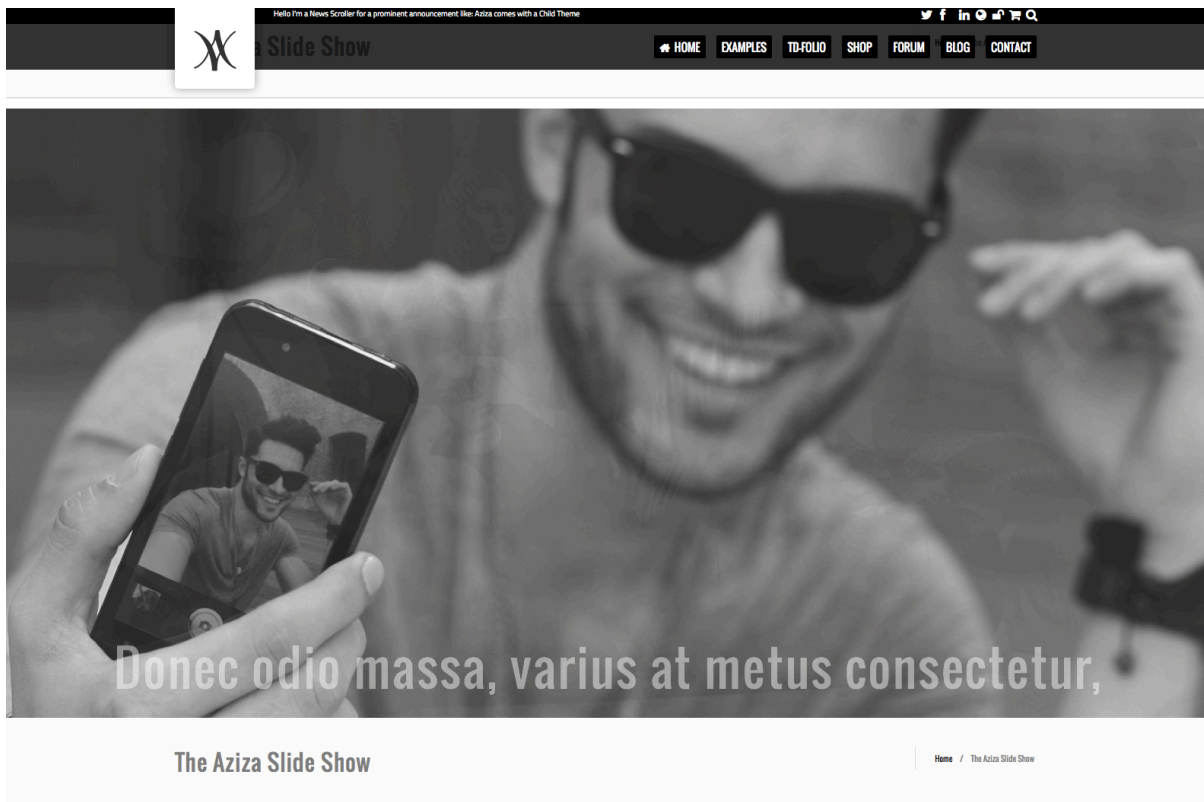 Hello I'm a News Scroller for a prominent announcement like: Aziza comes with a Child Theme
a Slide Show
HOME EXAMPLES TD-FOLIO SHOP FORUM BLOG CONTACT
Donec odio massa, varius at metus consectetur,
The Aziza Slide Show
Home / The Aziza Slide Show